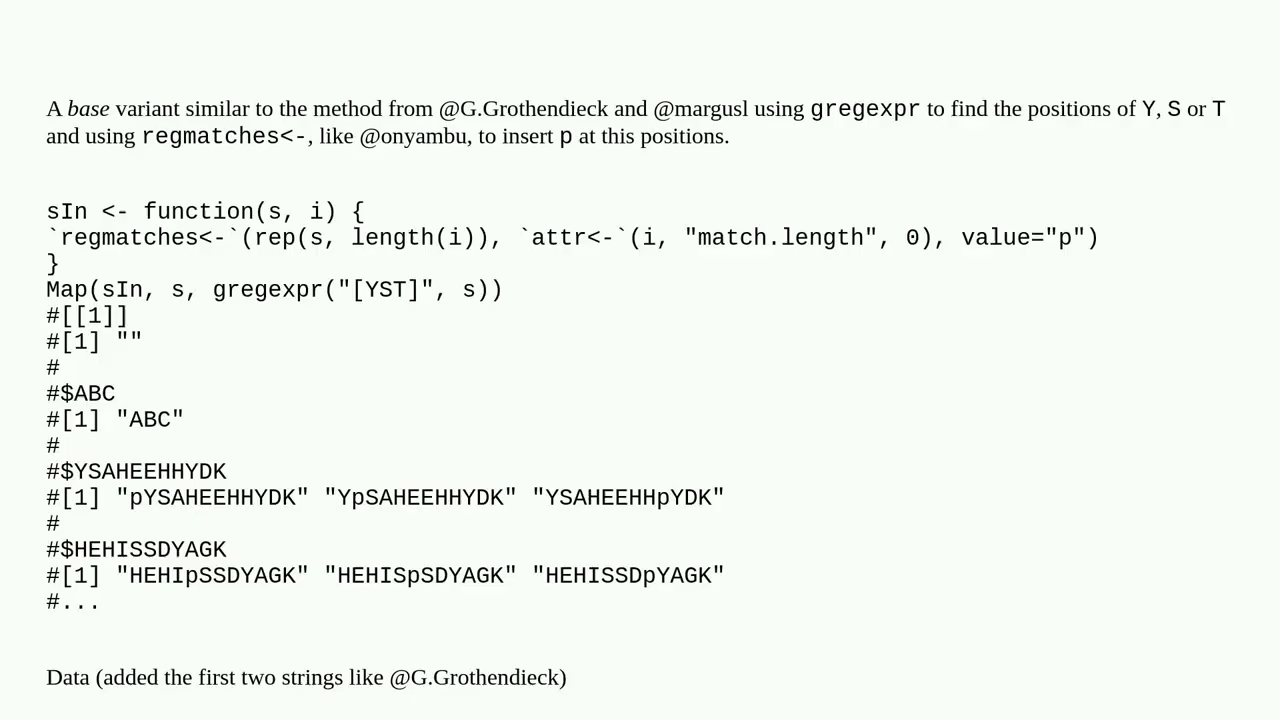 A base variant similar to the method from @G.Grothendieck and @margusl using gregexpr to find the positions of Y, S or T
and using regmatches<-, like @onyambu, to insert p at this positions.
sIn <- function(s, i) {
`regmatches<-`(rep(s, length(i)), `attr<-`(i, "match.length", 0), value="p")
}
Map(sIn, s, gregexpr("[YST]", s))
#[[1]]
#[1] ""
#
#$ABC
#[1] "ABC"
#
#$YSAHEEHHYDK
#[1] "pYSAHEEHHYDK" "YpSAHEEHHYDK" "YSAHEEHHpYDK"
#
#$HEHISSDYAGK
#[1] "HEHIpSSDYAGK" "HEHISpSDYAGK" "HEHISSDpYAGK"
#...
Data (added the first two strings like @G.Grothendieck)